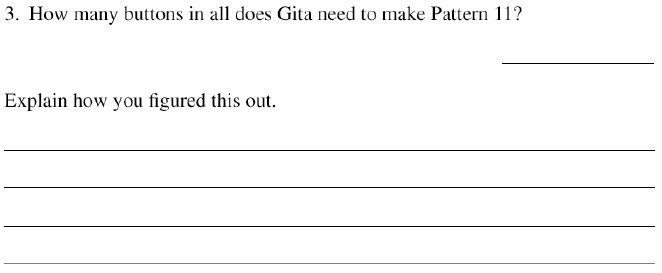 3. How many buttons in all does Gita need to make Pattern 11?
Explain how you figured this out.